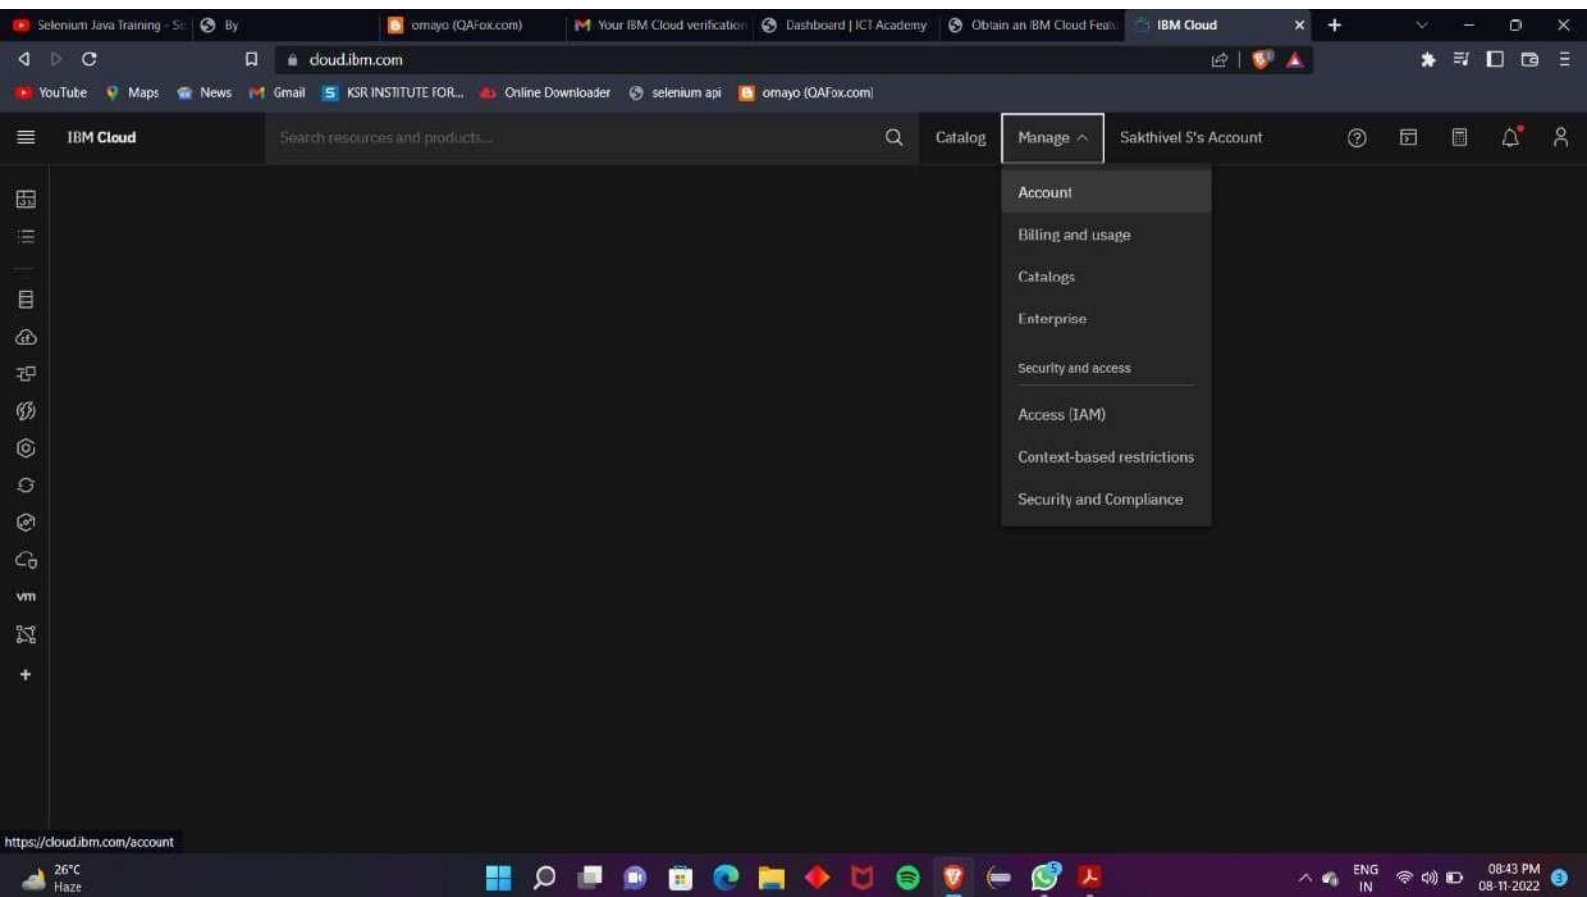 Selenium Java Training - Se
By
omayo (QAFox.com)
Your IBM Cloud verification
Dashboard | ICT Academy
Obtain an IBM Cloud Featu
IBM Cloud
cloud.ibm.com
YouTube
Maps
News
Gmail
KSR INSTITUTE FOR...
Online Downloader
selenium api
omayo (QAFox.com)
IBM Cloud
Search resources and products...
Catalog
Manage
Sakthivel S's Account
Account
Billing and usage
Catalogs
Enterprise
Security and access
Access (IAM)
Context-based restrictions
Security and Compliance
vm
https://cloud.ibm.com/account
26°C
Haze
5
ENG
IN
08:43 PM
08-11-2022
3